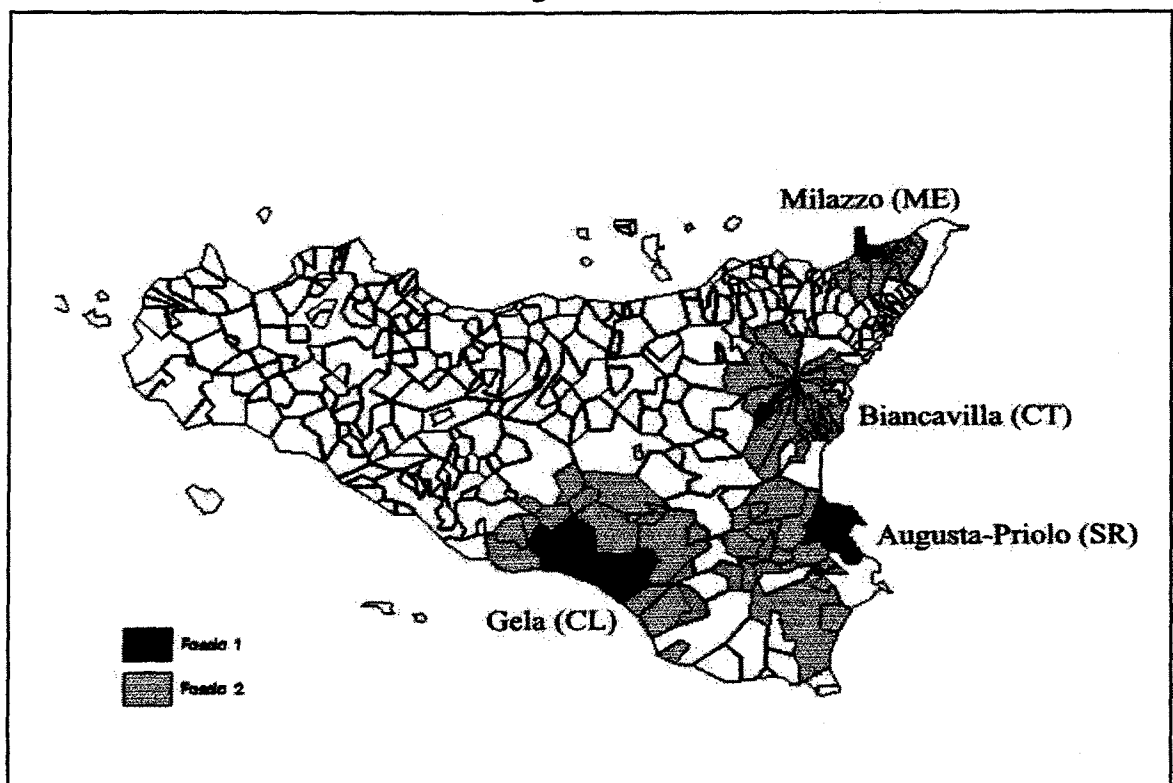 Milazzo (ME)
Biancavilla (CT)
Augusta-Priolo (SR)
Gela (CL)
Fascia 1
Fascia 2